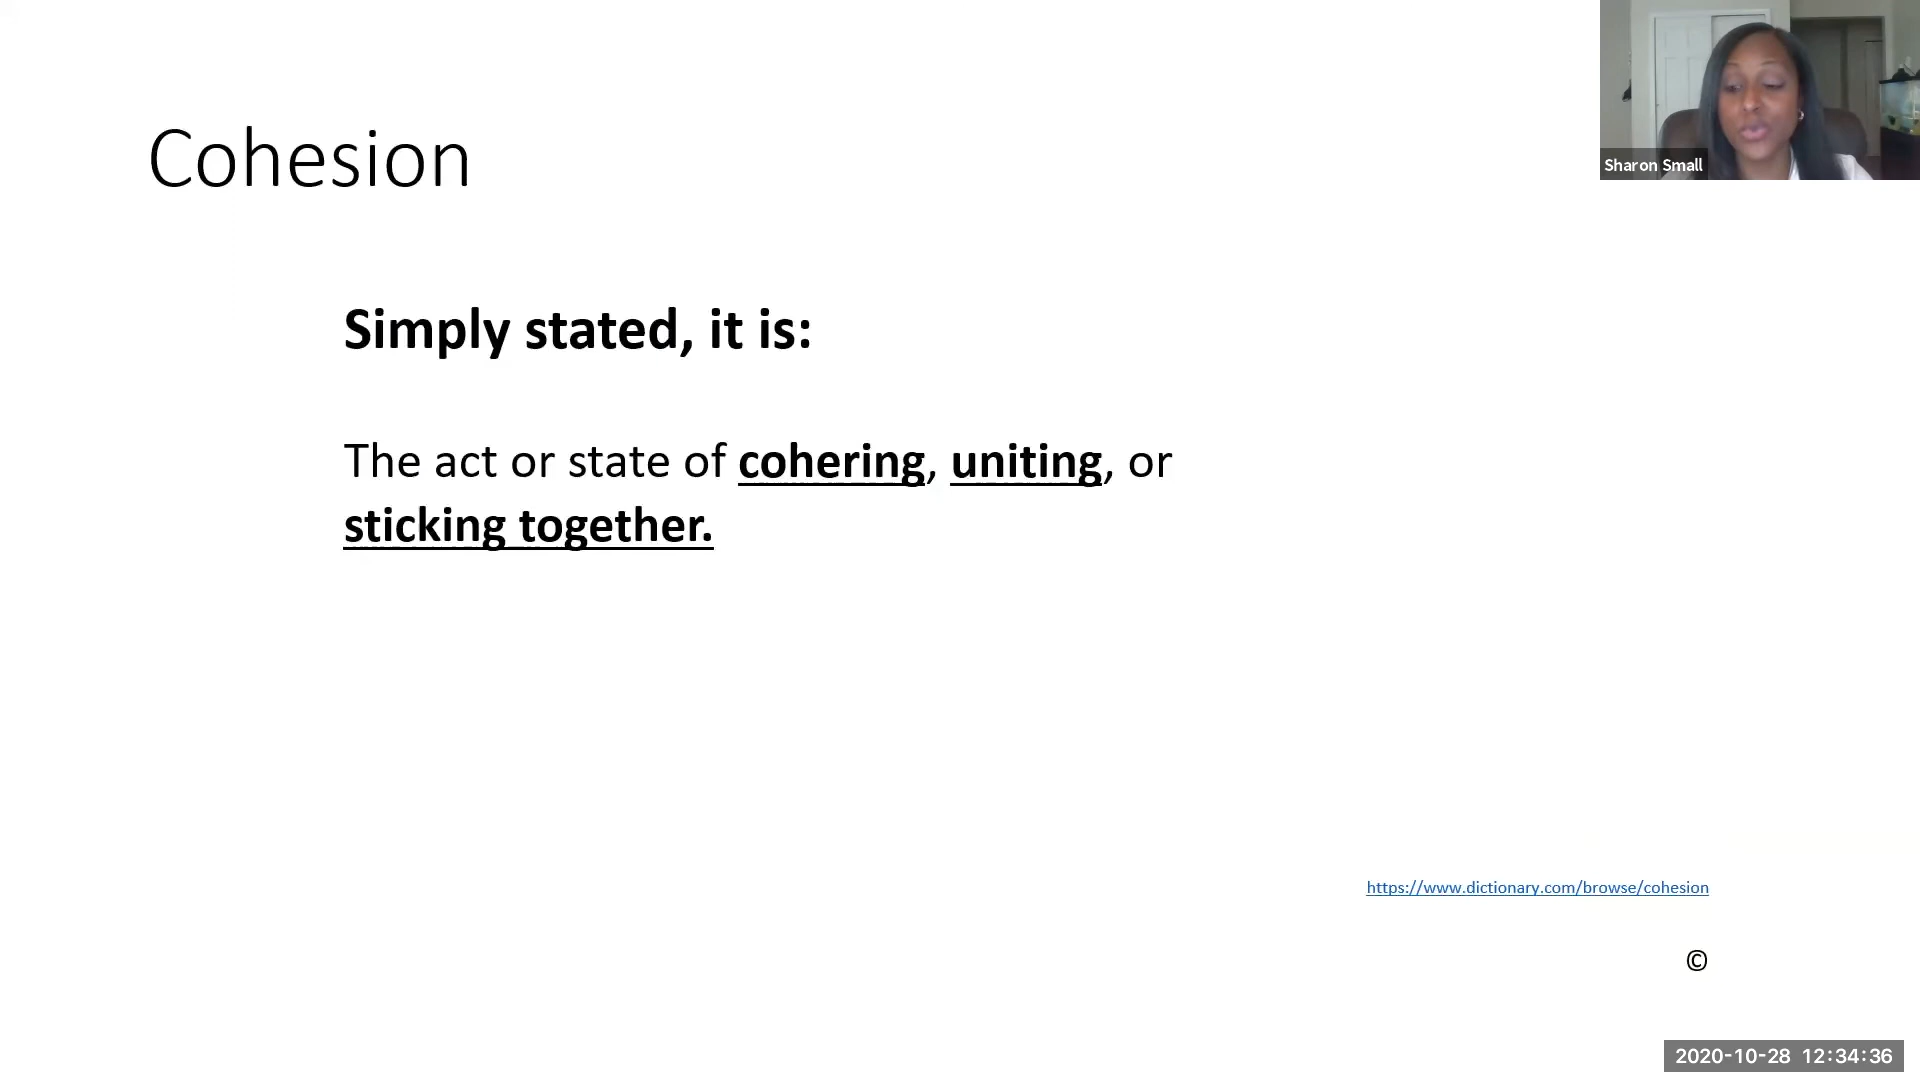 Cohesion
Sharon Small
Simply stated, it is:
The act or state of cohering, uniting, or
sticking together.
https://www.dictionary.com/browse/cohesion
©
2020-10-28 12:34:36